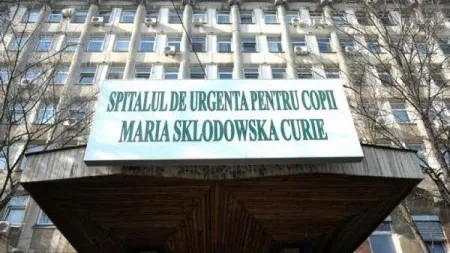 SPITALUL DE URGENTA PENTRU COPII
MARIA SKLODOWSKA CURIE